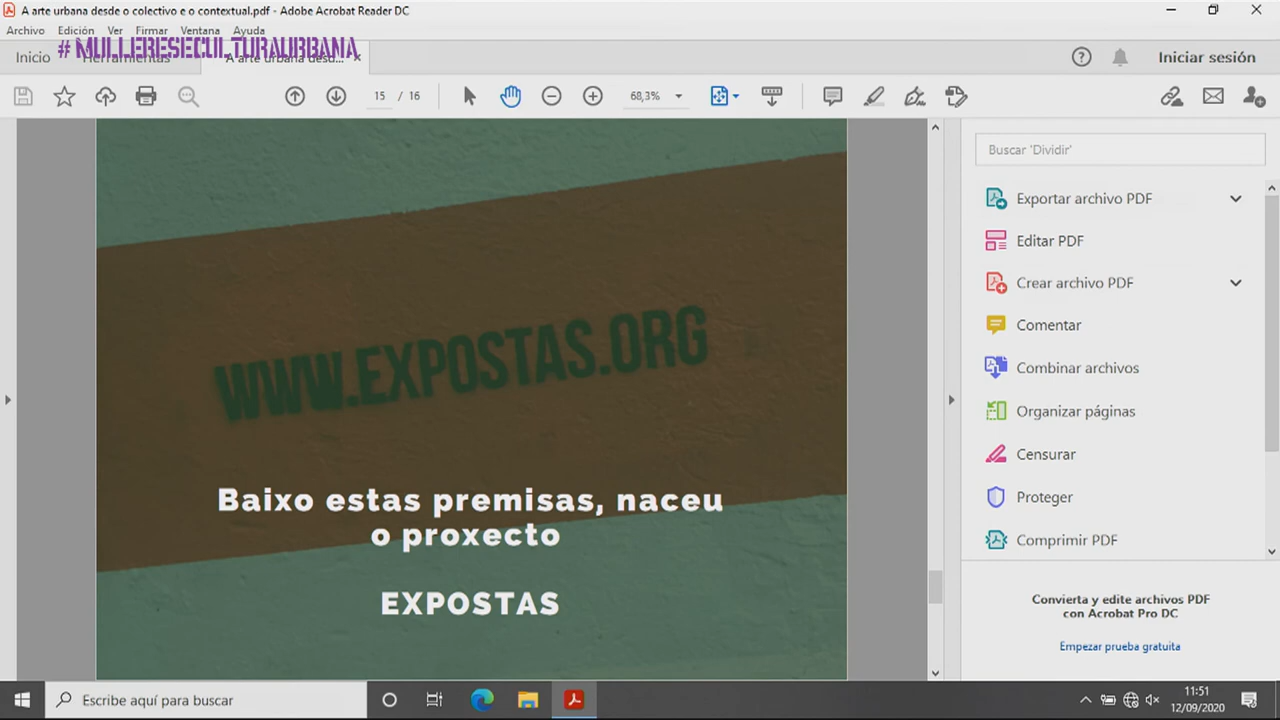 A arte urbana desde o colectivo e o contextual.pdf - Adobe Acrobat Reader DC
Archivo Edición Ver Firmar Ventana Ayuda
#MULLERESECULTURAURBANA
Inicio Herramientas A arte urbana desd... ×
Iniciar sesión
15 / 16
68,3%
Buscar 'Dividir'
Exportar archivo PDF
Editar PDF
Crear archivo PDF
Comentar
Combinar archivos
Organizar páginas
Censurar
Proteger
Comprimir PDF
Convierta y edite archivos PDF
con Acrobat Pro DC
Empezar prueba gratuita
WWW.EXPOSTAS.ORG
Baixo estas premisas, naceu
o proxecto
EXPOSTAS
Escribe aquí para buscar
11:51
12/09/2020